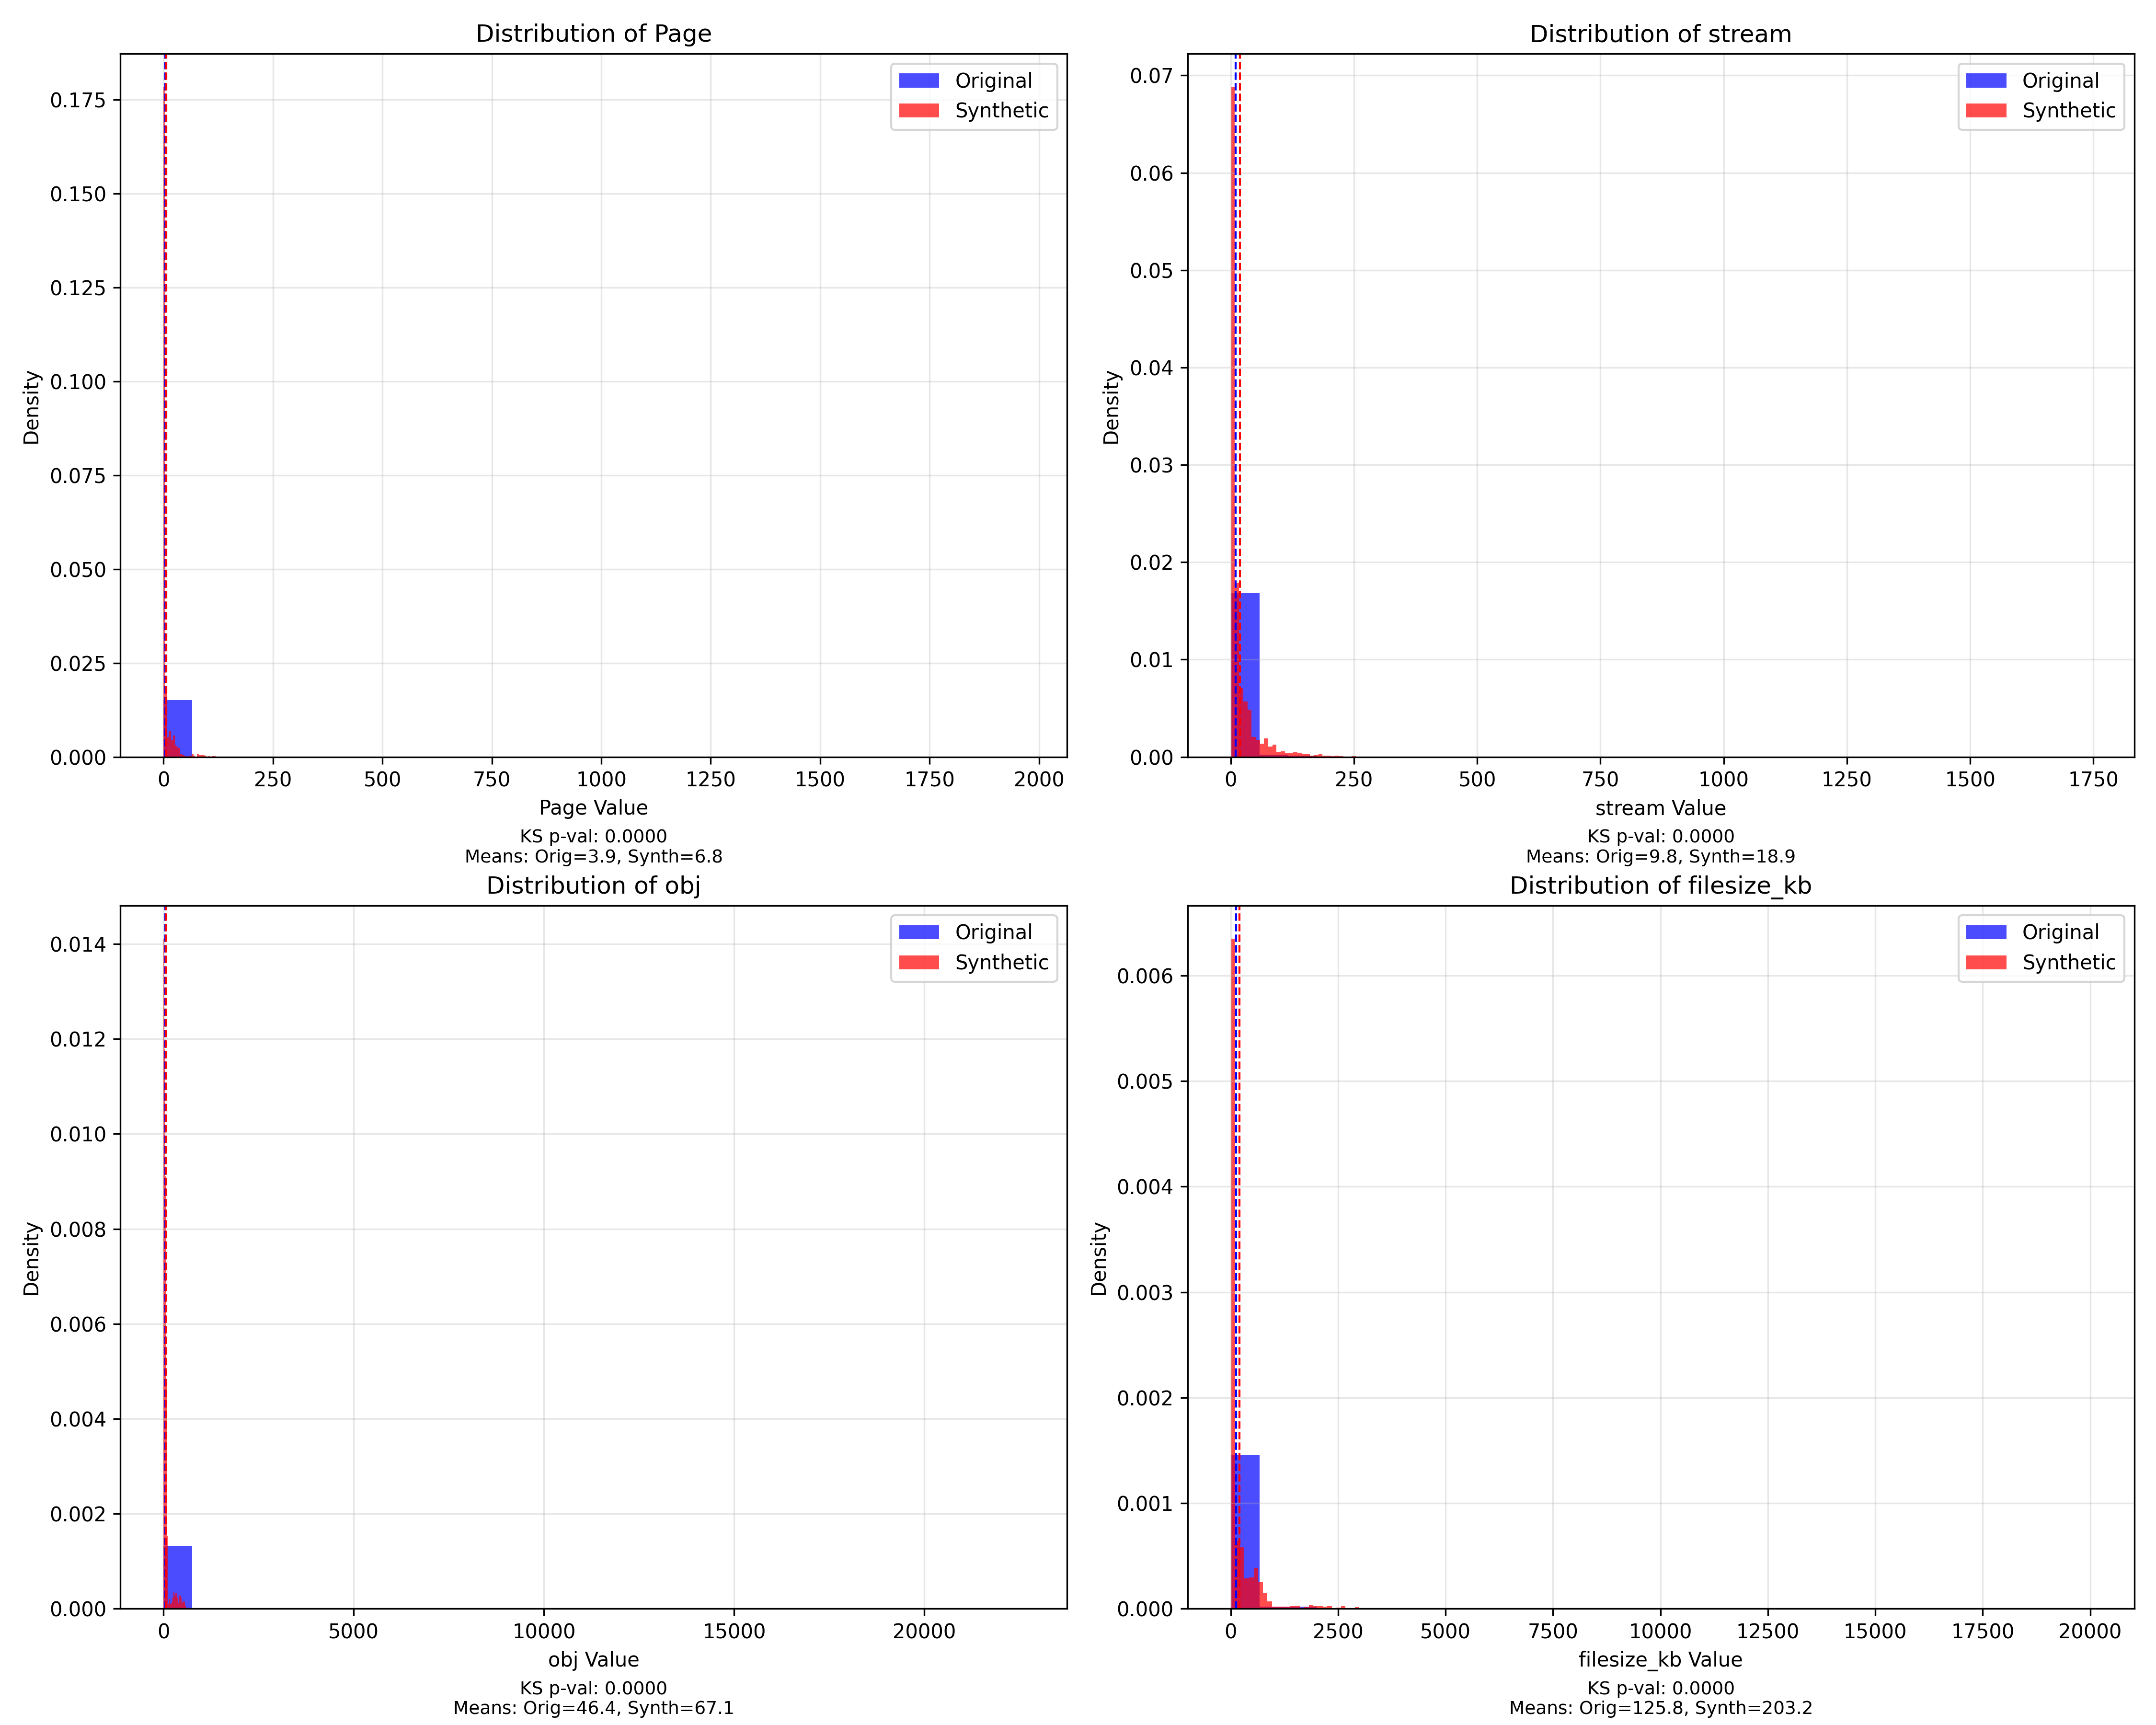 Distribution of Page
Original
Synthetic
0.175
0.150
0.125
0.100
0.075
0.050
0.025
0.000
Density
0 250 500 750 1000 1250 1500 1750 2000
Page Value
KS p-val: 0.0000
Means: Orig=3.9, Synth=6.8
Distribution of stream
Original
Synthetic
0.07
0.06
0.05
0.04
0.03
0.02
0.01
0.00
Density
0 250 500 750 1000 1250 1500 1750
stream Value
KS p-val: 0.0000
Means: Orig=9.8, Synth=18.9
Distribution of obj
Original
Synthetic
0.014
0.012
0.010
0.008
0.006
0.004
0.002
0.000
Density
0 5000 10000 15000 20000
obj Value
KS p-val: 0.0000
Means: Orig=46.4, Synth=67.1
Distribution of filesize_kb
Original
Synthetic
0.006
0.005
0.004
0.003
0.002
0.001
0.000
Density
0 2500 5000 7500 10000 12500 15000 17500 20000
filesize_kb Value
KS p-val: 0.0000
Means: Orig=125.8, Synth=203.2